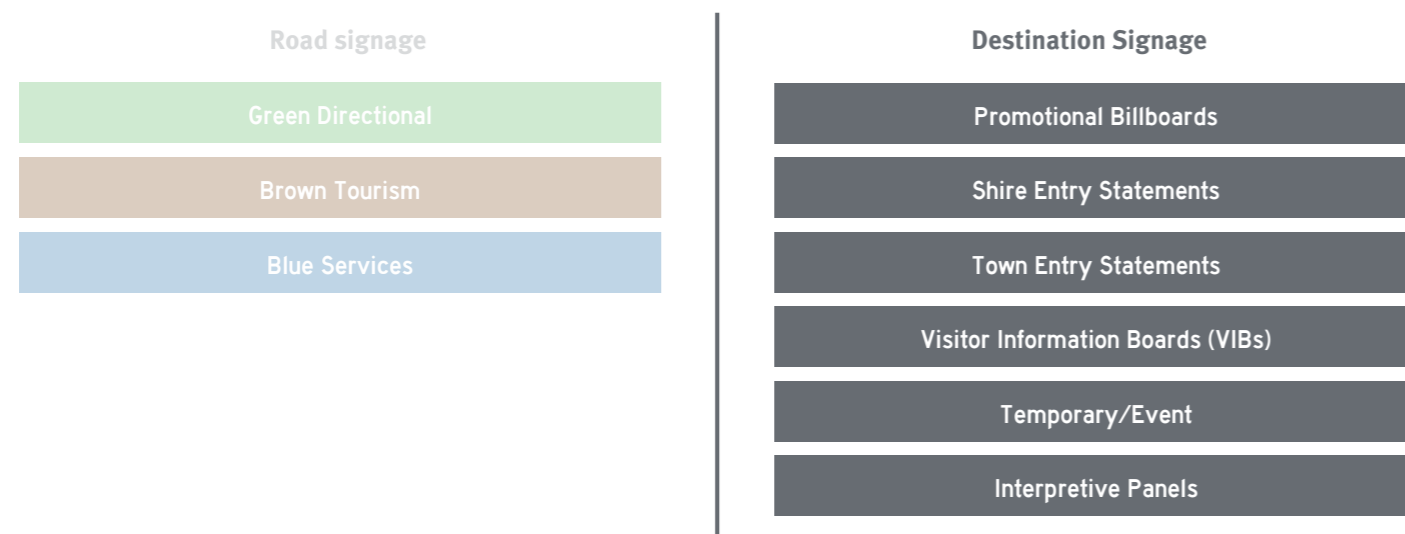 Road signage
Green Directional
Brown Tourism
Blue Services
Destination Signage
Promotional Billboards
Shire Entry Statements
Town Entry Statements
Visitor Information Boards (VIBs)
Temporary/Event
Interpretive Panels